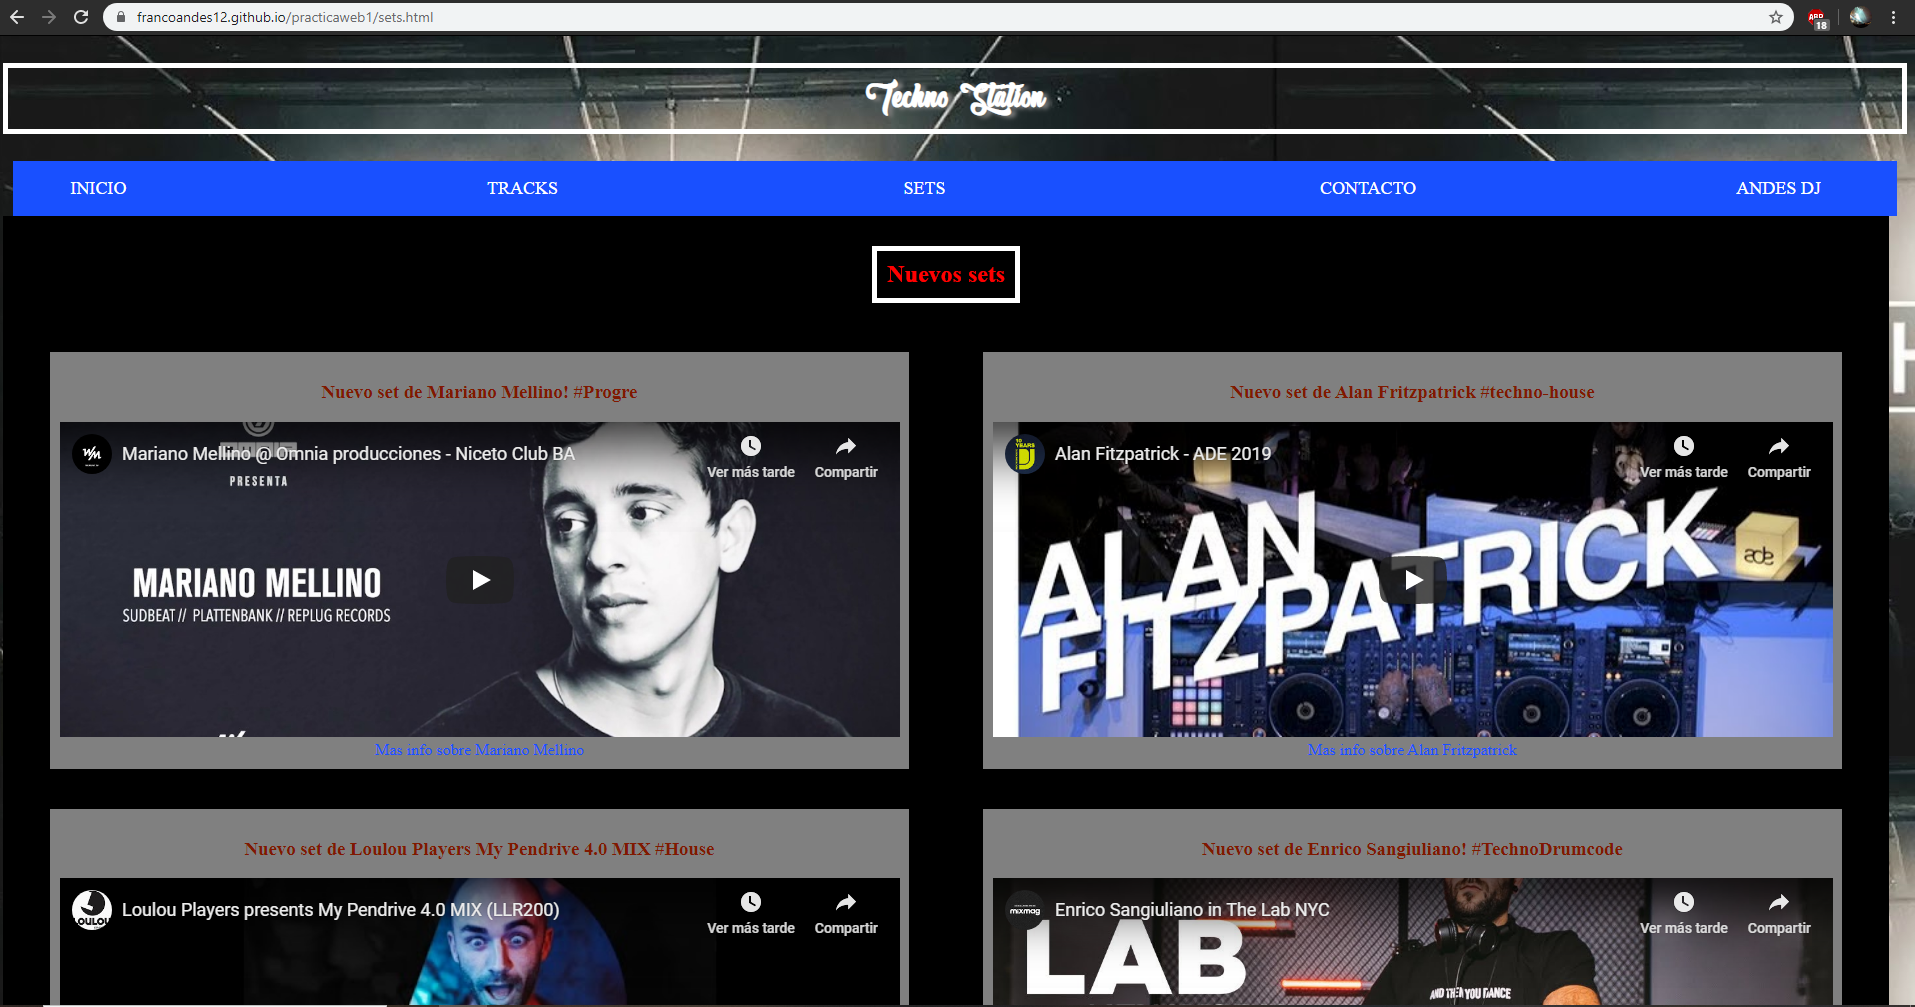 francoandes12.github.io/practicaweb1/sets.html
ABP
18
Techno Station
INICIO
TRACKS
SETS
CONTACTO
ANDES DJ
Nuevos sets
Nuevo set de Mariano Mellino! #Progre
Mariano Mellino @ Omnia producciones - Niceto Club BA
Ver más tarde
Compartir
PRESENTA
MARIANO MELLINO
SUDBEAT // PLATTENBANK // REPLUG RECORDS
Mas info sobre Mariano Mellino
Nuevo set de Alan Fritzpatrick #techno-house
10 YEARS
DJ
Alan Fitzpatrick - ADE 2019
Ver más tarde
Compartir
ALAN
FITZPATRICK
ade
Mas info sobre Alan Fritzpatrick
H
Nuevo set de Loulou Players My Pendrive 4.0 MIX #House
LOULOU
Loulou Players presents My Pendrive 4.0 MIX (LLR200)
Ver más tarde
Compartir
Nuevo set de Enrico Sangiuliano! #TechnoDrumcode
mixmag
Enrico Sangiuliano in The Lab NYC
Ver más tarde
Compartir
LAB
AND THEN YOU DANCE